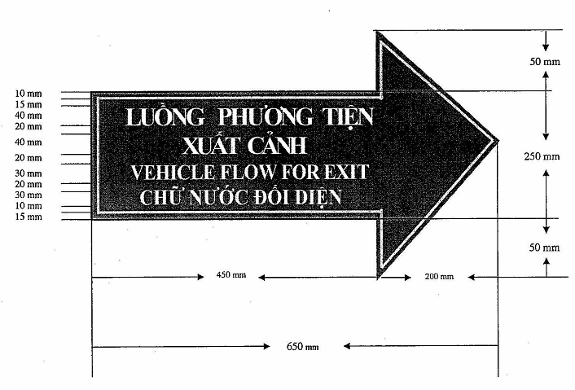 50 mm
10 mm
15 mm
40 mm
20 mm
40 mm
20 mm
30 mm
20 mm
30 mm
10 mm
15 mm
LUỒNG PHƯƠNG TIỆN
XUẤT CẢNH
VEHICLE FLOW FOR EXIT
CHỮ NƯỚC ĐỐI DIỆN
250 mm
50 mm
450 mm
200 mm
650 mm